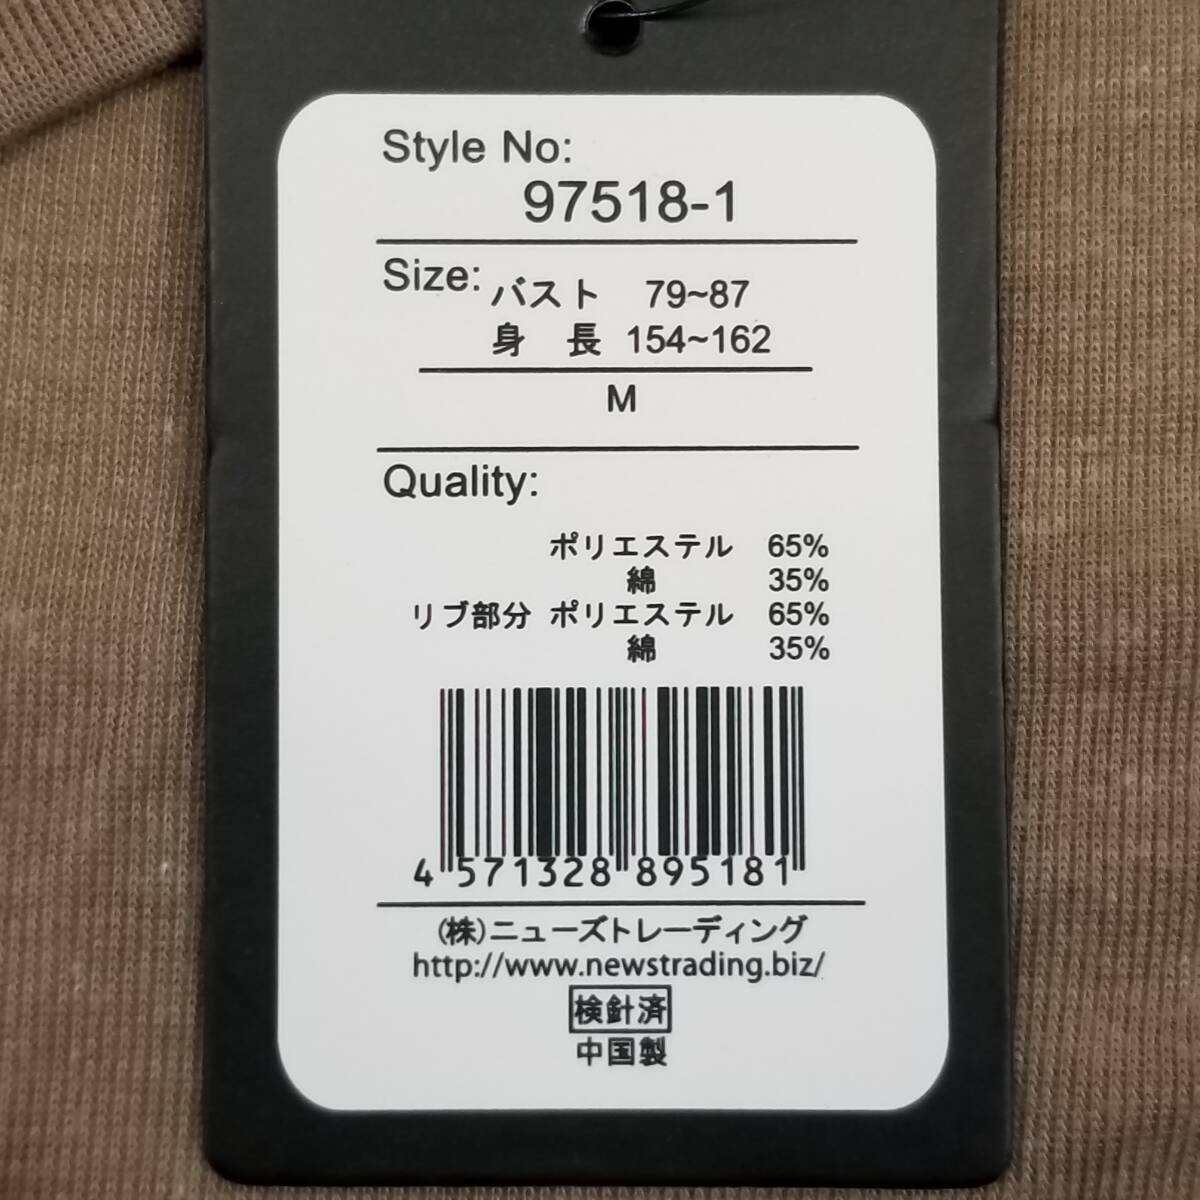 Style No:
97518-1
Size: バスト 79~87
身 長 154~162
M
Quality:
ポリエステル 65%
綿 35%
リブ部分 ポリエステル 65%
綿 35%
4 571328 895181
(株)ニューズトレーディング
http://www.newstrading.biz/
検針済
中国製